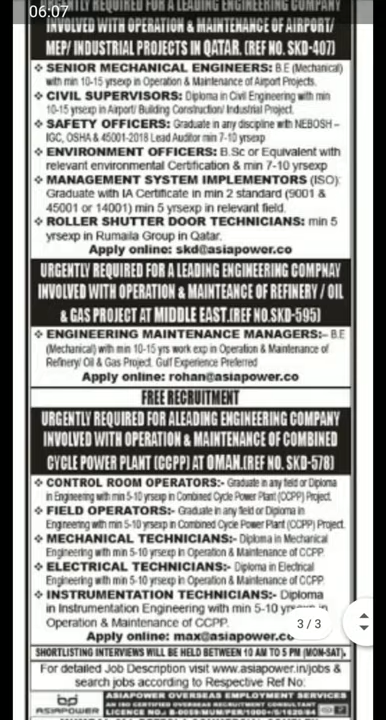 URGENTLY REQUIRED FOR A LEADING ENGINEERING COMPANY
06:07
INVOLVED WITH OPERATION & MAINTENANCE OF AIRPORT/
MEP/ INDUSTRIAL PROJECTS IN QATAR. (REF NO. SKD-407)
❖ SENIOR MECHANICAL ENGINEERS: B.E (Mechanical)
with min 10-15 yrsexp in Operation & Maintenance of Airport Projects.
❖ CIVIL SUPERVISORS: Diploma in Civil Engineering with min
10-15 yrsexp in Airport/ Building Construction/ Industrial Project.
❖ SAFETY OFFICERS: Graduate in any discipline with NEBOSH –
IGC, OSHA & 45001-2018 Lead Auditor min 7-10 yrsexp
❖ ENVIRONMENT OFFICERS: B.Sc or Equivalent with
relevant environmental Certification & min 7-10 yrsexp
❖ MANAGEMENT SYSTEM IMPLEMENTORS (ISO):
Graduate with IA Certificate in min 2 standard (9001 &
45001 or 14001) min 5 yrsexp in relevant field.
❖ ROLLER SHUTTER DOOR TECHNICIANS: min 5
yrsexp in Rumaila Group in Qatar.
Apply online: skd@asiapower.co
URGENTLY REQUIRED FOR A LEADING ENGINEERING COMPNAY
INVOLVED WITH OPERATION & MAINTEANCE OF REFINERY / OIL
& GAS PROJECT AT MIDDLE EAST.(REF NO.SKD-595)
❖ ENGINEERING MAINTENANCE MANAGERS:– B.E
(Mechanical) with min 10-15 yrs work exp in Operation & Maintenance of
Refinery/ Oil & Gas Project. Gulf Experience Preferred
Apply online: rohan@asiapower.co
FREE RECRUITMENT
URGENTLY REQUIRED FOR ALEADING ENGINEERING COMPANY
INVOLVED WITH OPERATION & MAINTENANCE OF COMBINED
CYCLE POWER PLANT (CCPP) AT OMAN.(REF NO. SKD-578)
❖ CONTROL ROOM OPERATORS:- Graduate in any field or Diploma
in Engineering with min 5-10 yrsexp in Combined Cycle Power Plant (CCPP) Project.
❖ FIELD OPERATORS:- Graduate in any field or Diploma in
Engineering with min 5-10 yrsexp in Combined Cycle Power Plant (CCPP) Project.
❖ MECHANICAL TECHNICIANS:- Diploma in Mechanical
Engineering with min 5-10 yrsexp in Operation & Maintenance of CCPP.
❖ ELECTRICAL TECHNICIANS:- Diploma in Electrical
Engineering with min 5-10 yrsexp in Operation & Maintenance of CCPP.
❖ INSTRUMENTATION TECHNICIANS:- Diploma
in Instrumentation Engineering with min 5-10 yrsexp in
Operation & Maintenance of CCPP.
3 / 3
Apply online: max@asiapower.co
SHORTLISTING INTERVIEWS WILL BE HELD BETWEEN 10 AM TO 5 PM (MON-SAT).
For detailed Job Description visit www.asiapower.in/jobs &
search jobs according to Respective Ref No:
ASIAPOWER
ASIAPOWER OVERSEAS EMPLOYMENT SERVICES
AN ISO CERTIFIED OVERSEAS RECRUITMENT CONSULTANT